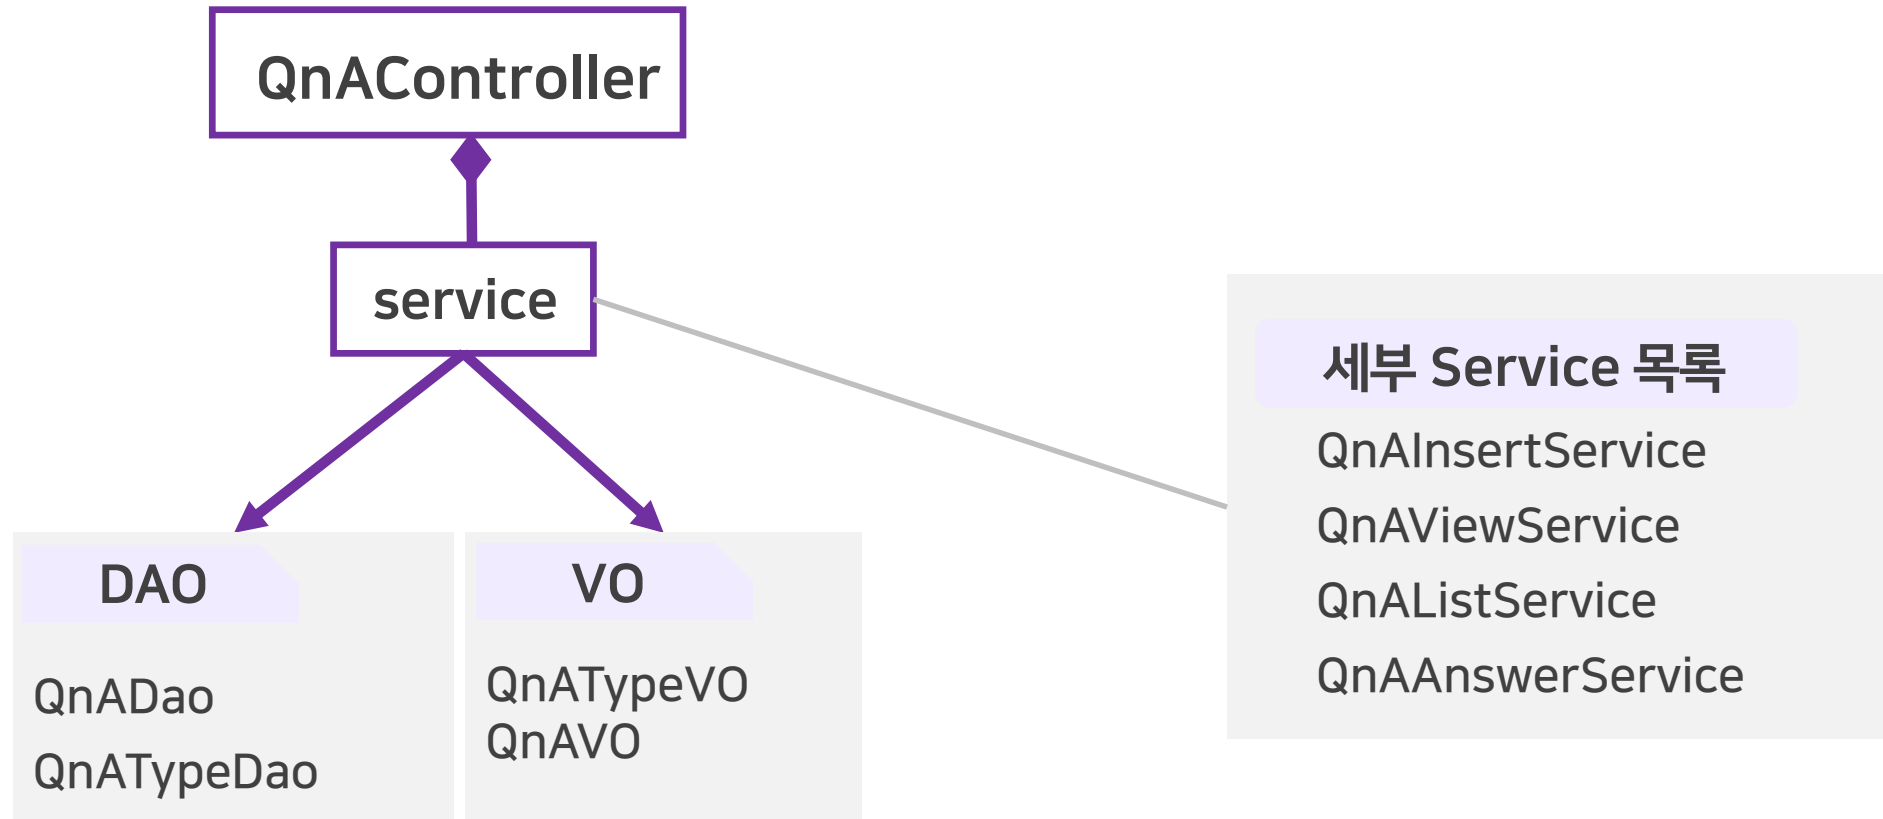 QnAController
service
세부 Service 목록
QnAInsertService
QnAViewService
QnAListService
QnAAnswerService
DAO
QnADao
QnATypeDao
VO
QnATypeVO
QnAVO